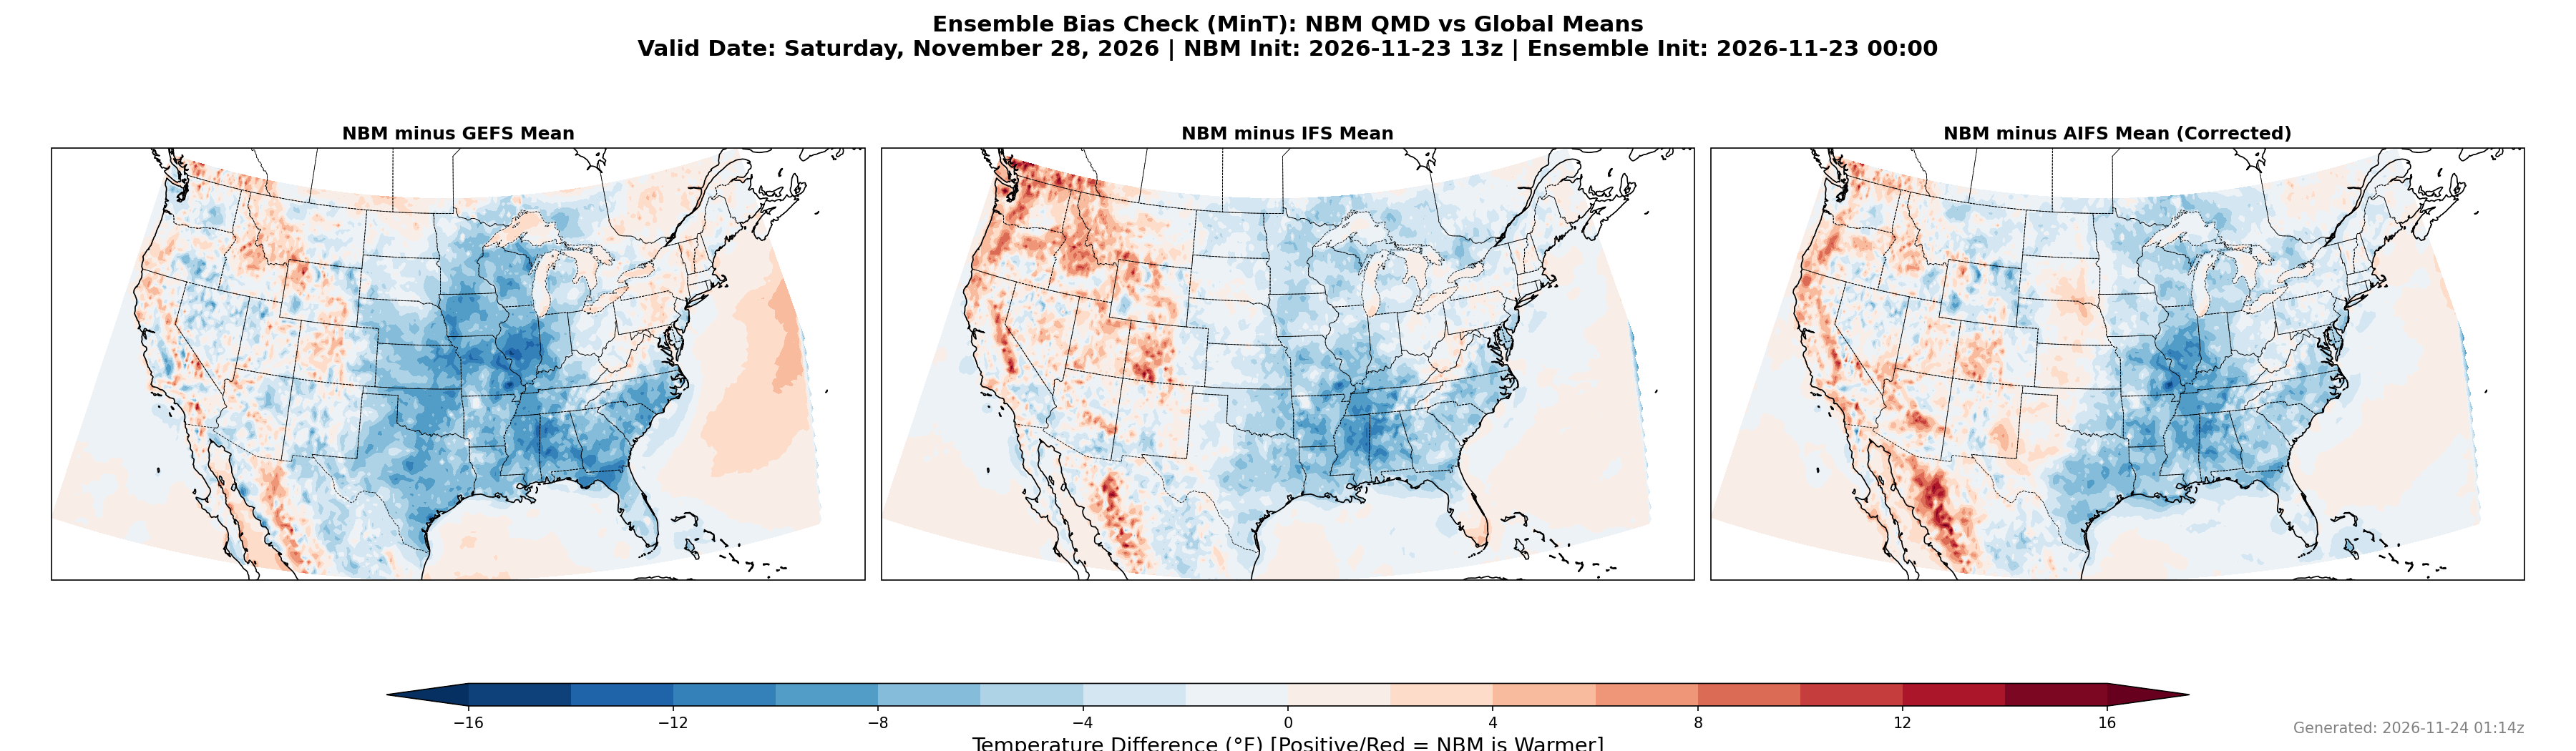 Ensemble Bias Check (MinT): NBM QMD vs Global Means
Valid Date: Saturday, November 28, 2026 | NBM Init: 2026-11-23 13z | Ensemble Init: 2026-11-23 00:00
NBM minus GEFS Mean
NBM minus IFS Mean
NBM minus AIFS Mean (Corrected)
−16 −12 −8 −4 0 4 8 12 16
Temperature Difference (°F) [Positive/Red = NBM is Warmer]
Generated: 2026-11-24 01:14z